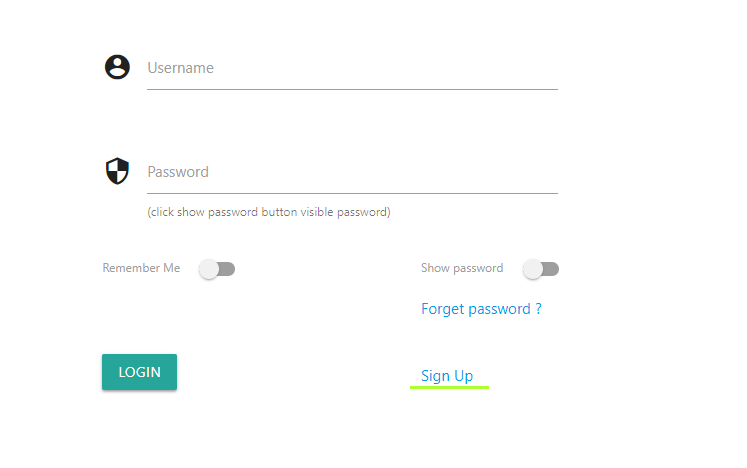 Username
Password
(click show password button visible password)
Remember Me
Show password
Forget password ?
LOGIN
Sign Up